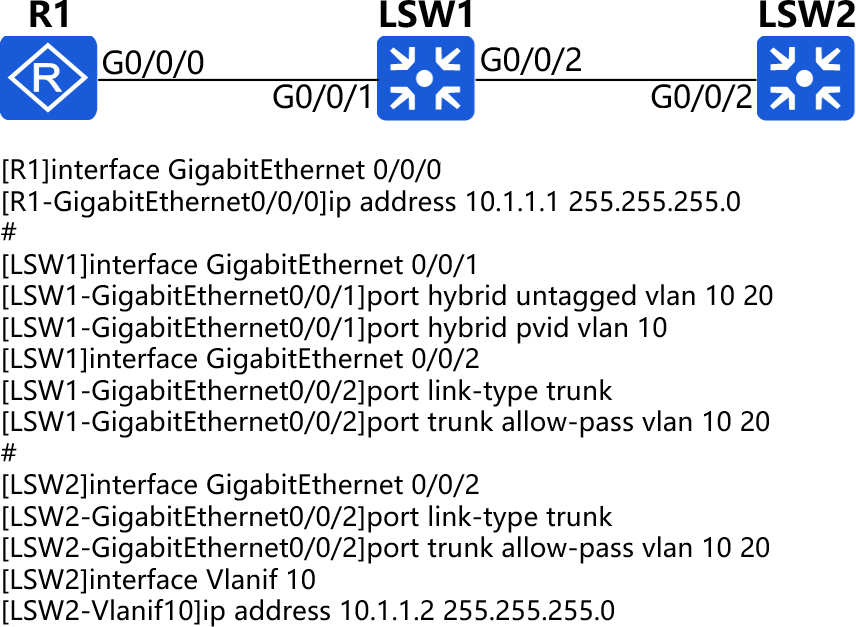 R1 LSW1 LSW2
G0/0/0 G0/0/2
G0/0/1 G0/0/2
[R1]interface GigabitEthernet 0/0/0
[R1-GigabitEthernet0/0/0]ip address 10.1.1.1 255.255.255.0
#
[LSW1]interface GigabitEthernet 0/0/1
[LSW1-GigabitEthernet0/0/1]port hybrid untagged vlan 10 20
[LSW1-GigabitEthernet0/0/1]port hybrid pvid vlan 10
[LSW1]interface GigabitEthernet 0/0/2
[LSW1-GigabitEthernet0/0/2]port link-type trunk
[LSW1-GigabitEthernet0/0/2]port trunk allow-pass vlan 10 20
#
[LSW2]interface GigabitEthernet 0/0/2
[LSW2-GigabitEthernet0/0/2]port link-type trunk
[LSW2-GigabitEthernet0/0/2]port trunk allow-pass vlan 10 20
[LSW2]interface Vlanif 10
[LSW2-Vlanif10]ip address 10.1.1.2 255.255.255.0